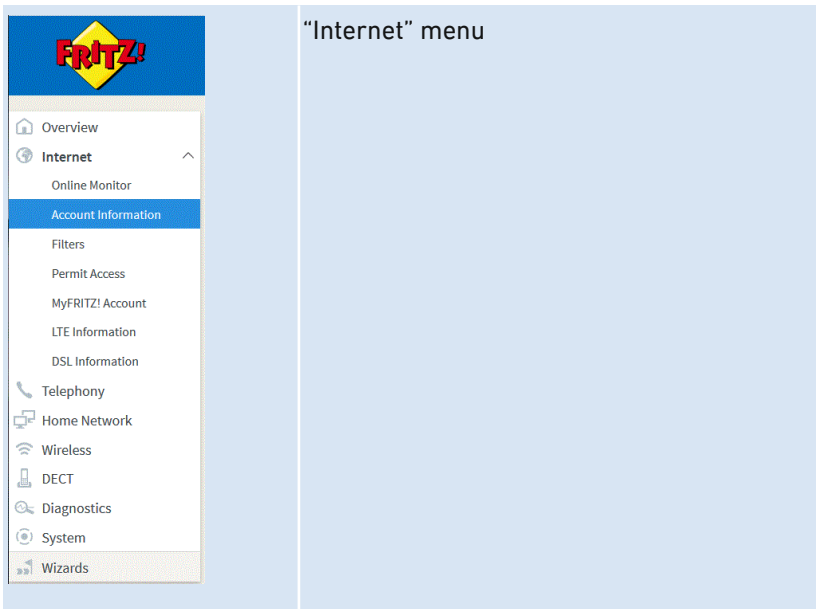 FRITZ!
Overview
Internet
Online Monitor
Account Information
Filters
Permit Access
MyFRITZ! Account
LTE Information
DSL Information
Telephony
Home Network
Wireless
DECT
Diagnostics
System
Wizards
“Internet” menu